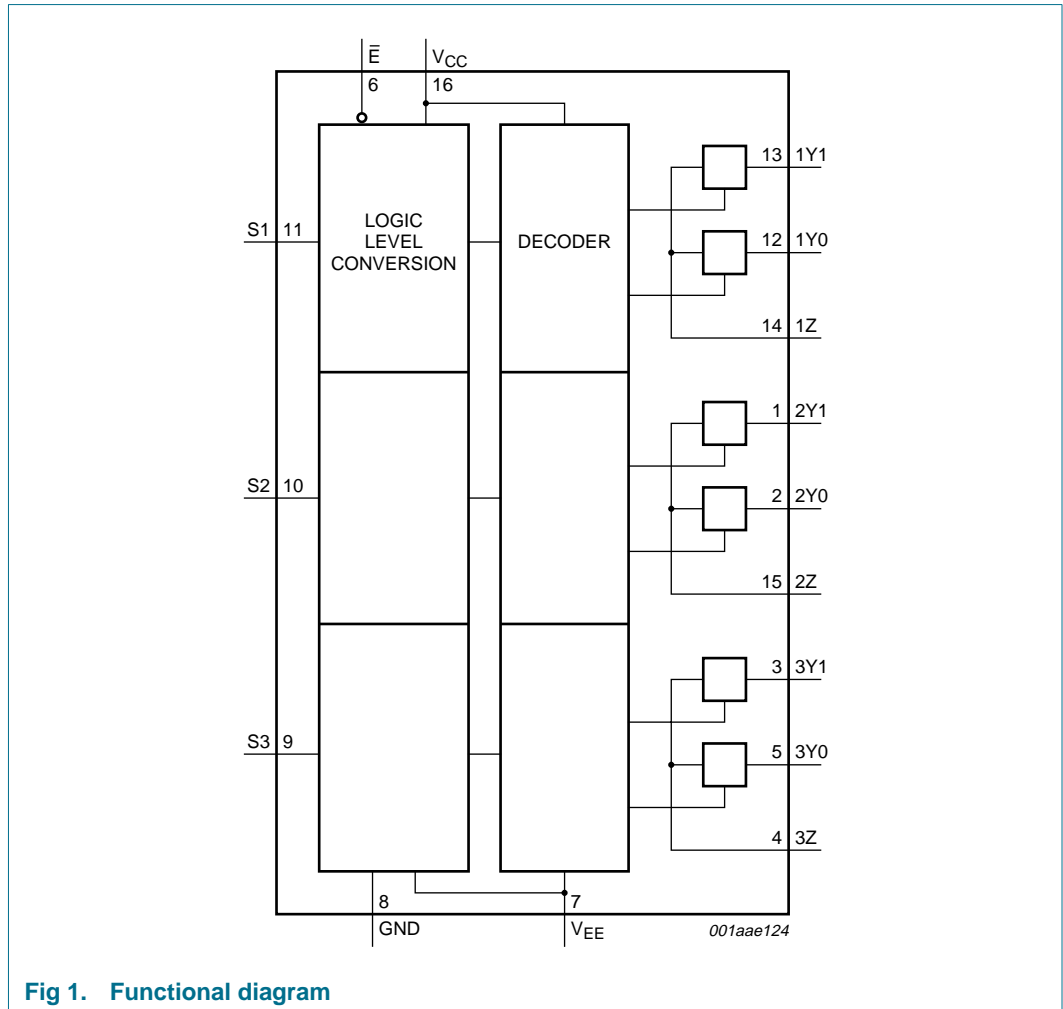 E̅ VCC
6 16
13 1Y1
S1 11
LOGIC
LEVEL
CONVERSION
DECODER
12 1Y0
14 1Z
1 2Y1
S2 10
2 2Y0
15 2Z
3 3Y1
S3 9
5 3Y0
4 3Z
8 7
GND VEE
001aae124
Fig 1. Functional diagram